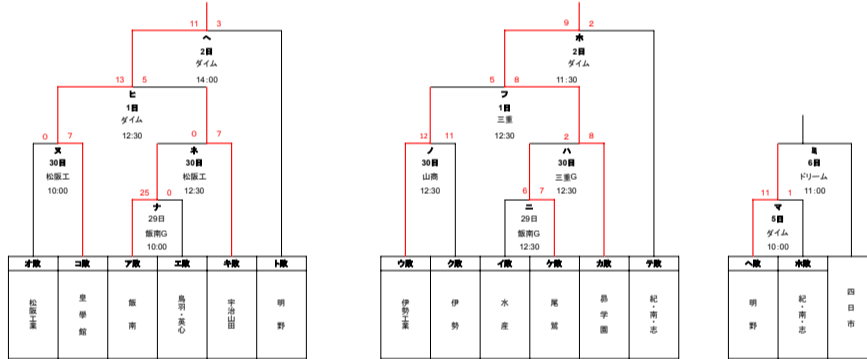 11 3
ヘ
2日
ダイム
14:00
13 5
ヒ
1日
ダイム
12:30
0 7
ヌ
30日
松阪工
10:00
0 7
ネ
30日
松阪工
12:30
25 0
ナ
29日
飯南G
10:00
オ敗 コ敗 ア敗 エ敗 キ敗 ト敗
松阪工業
皇學館
飯南
鳥羽・英心
宇治山田
明野
9 2
ホ
2日
ダイム
11:30
5 8
フ
1日
三重
12:30
12 11
ノ
30日
山商
12:30
2 8
ハ
30日
三重G
12:30
6 7
ニ
29日
飯南G
12:30
ウ敗 ク敗 イ敗 ケ敗 カ敗 テ敗
伊勢工業
伊勢
水産
尾鷲
昴学園
紀・南・志
ミ
6日
ドリーム
11:00
11 1
マ
5日
ダイム
10:00
ヘ敗 ホ敗
明野
紀・南・志
四日市